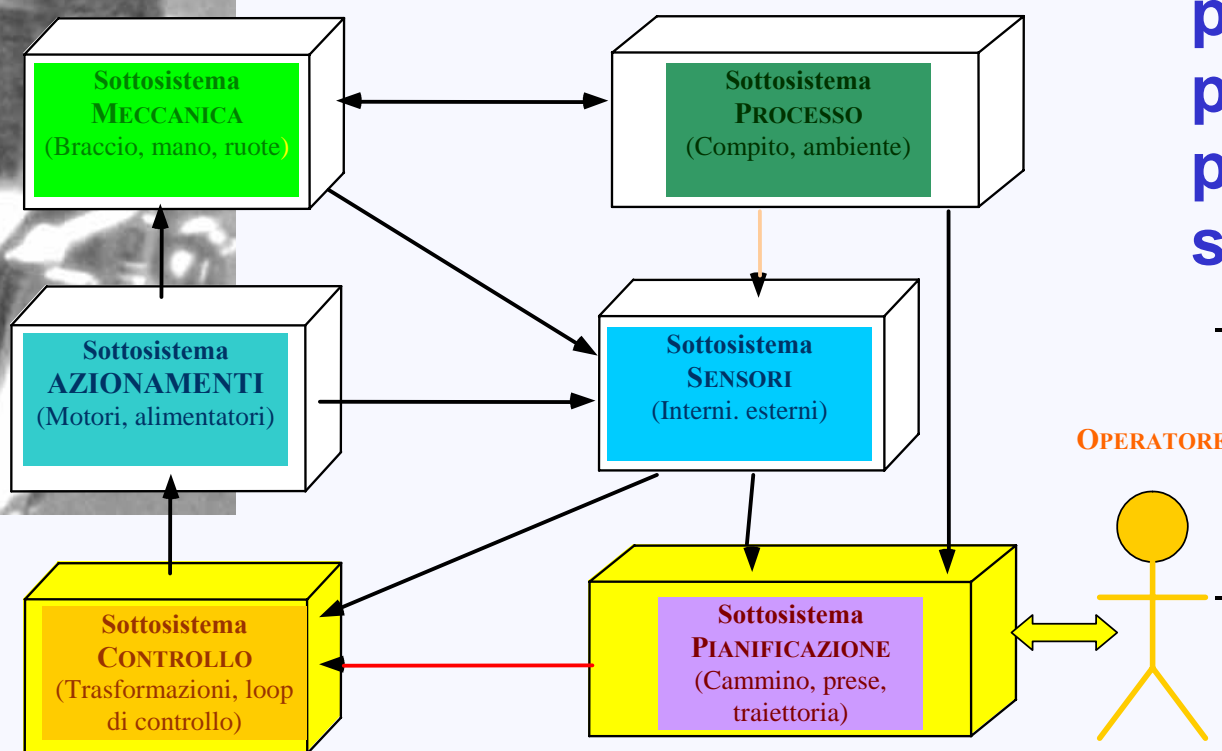 Sottosistema
MECCANICA
(Braccio, mano, ruote)
Sottosistema
PROCESSO
(Compito, ambiente)
Sottosistema
AZIONAMENTI
(Motori, alimentatori)
Sottosistema
SENSORI
(Interni. esterni)
OPERATORE
Sottosistema
CONTROLLO
(Trasformazioni, loop
di controllo)
Sottosistema
PIANIFICAZIONE
(Cammino, prese,
traiettoria)